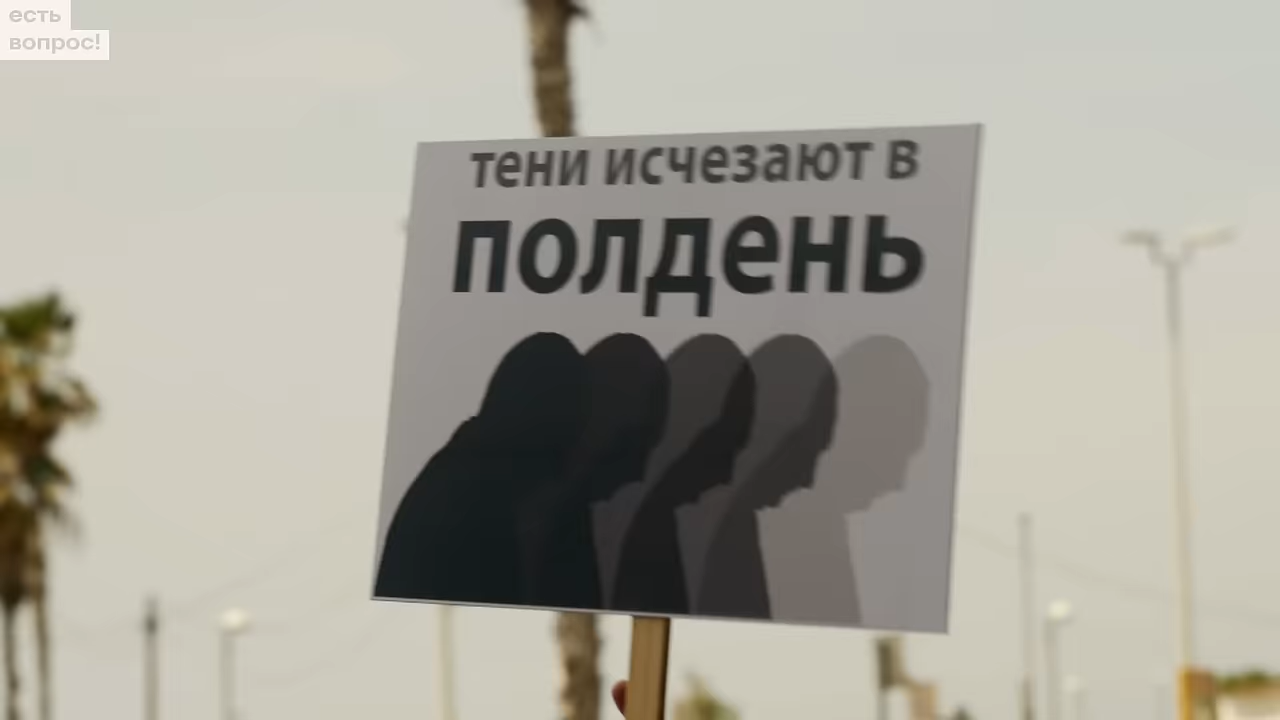 есть
вопрос!
тени исчезают в
полдень